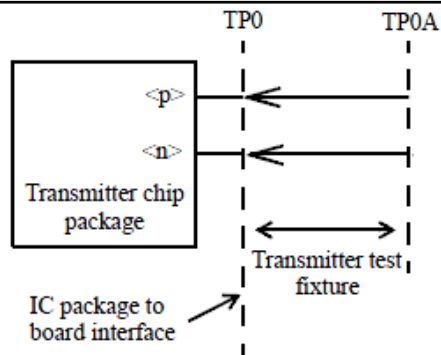 TP0 TP0A
<p>
<n>
Transmitter chip
package
Transmitter test
fixture
IC package to
board interface